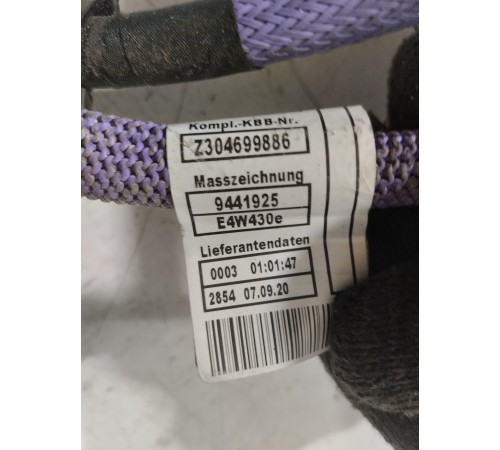 Kompl.-KBB-Nr.
Z304699886
Masszeichnung
9441925
E4W430e
Lieferantendaten
0003 01:01:47
2854 07.09.20